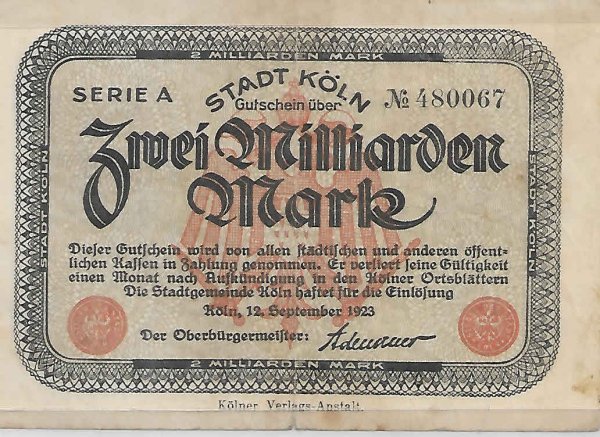 2 MILLIARDEN MARK
STADT KÖLN
SERIE A
Gutschein über
№ 480067
Zwei Milliarden
Mark
STADT KÖLN
STADT KÖLN
Dieser Gutschein wird von allen städtischen und anderen öffent-
lichen Kassen in Zahlung genommen. Er verliert seine Gültigkeit
einen Monat nach Aufkündigung in den Kölner Ortsblättern
Die Stadtgemeinde Köln haftet für die Einlösung
Köln, 12. September 1923
Der Oberbürgermeister: Adenauer
2 MILLIARDEN MARK
Kölner Verlags-Anstalt.